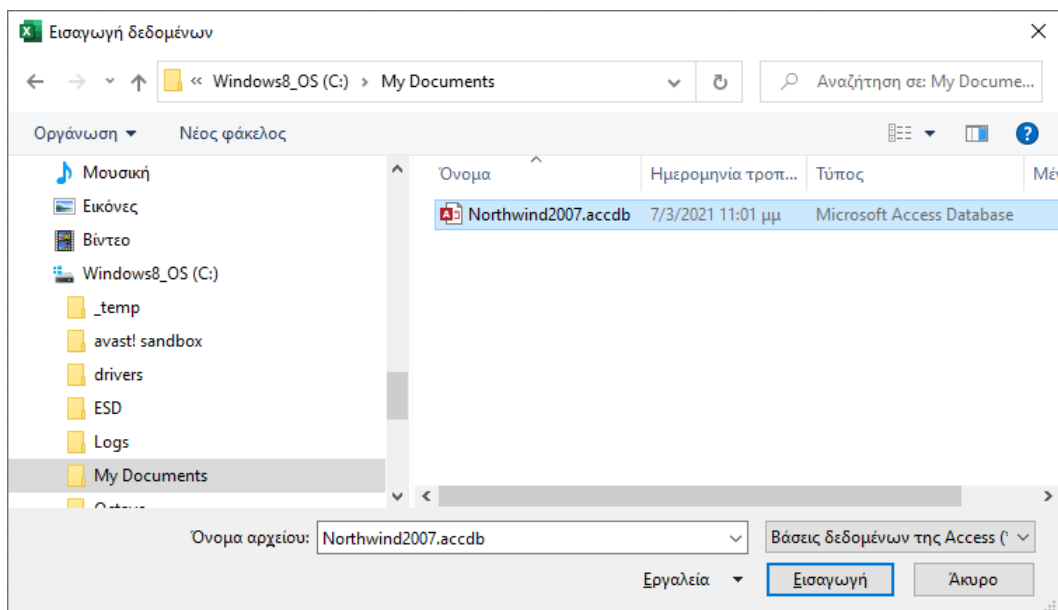 Εισαγωγή δεδομένων
« Windows8_OS (C:) › My Documents
Αναζήτηση σε: My Docume...
Οργάνωση Νέος φάκελος
Μουσική
Εικόνες
Βίντεο
Windows8_OS (C:)
_temp
avast! sandbox
drivers
ESD
Logs
My Documents
Όνομα Ημερομηνία τροπ... Τύπος
Northwind2007.accdb 7/3/2021 11:01 μμ Microsoft Access Database
Όνομα αρχείου: Northwind2007.accdb
Βάσεις δεδομένων της Access (
Εργαλεία Εισαγωγή Άκυρο